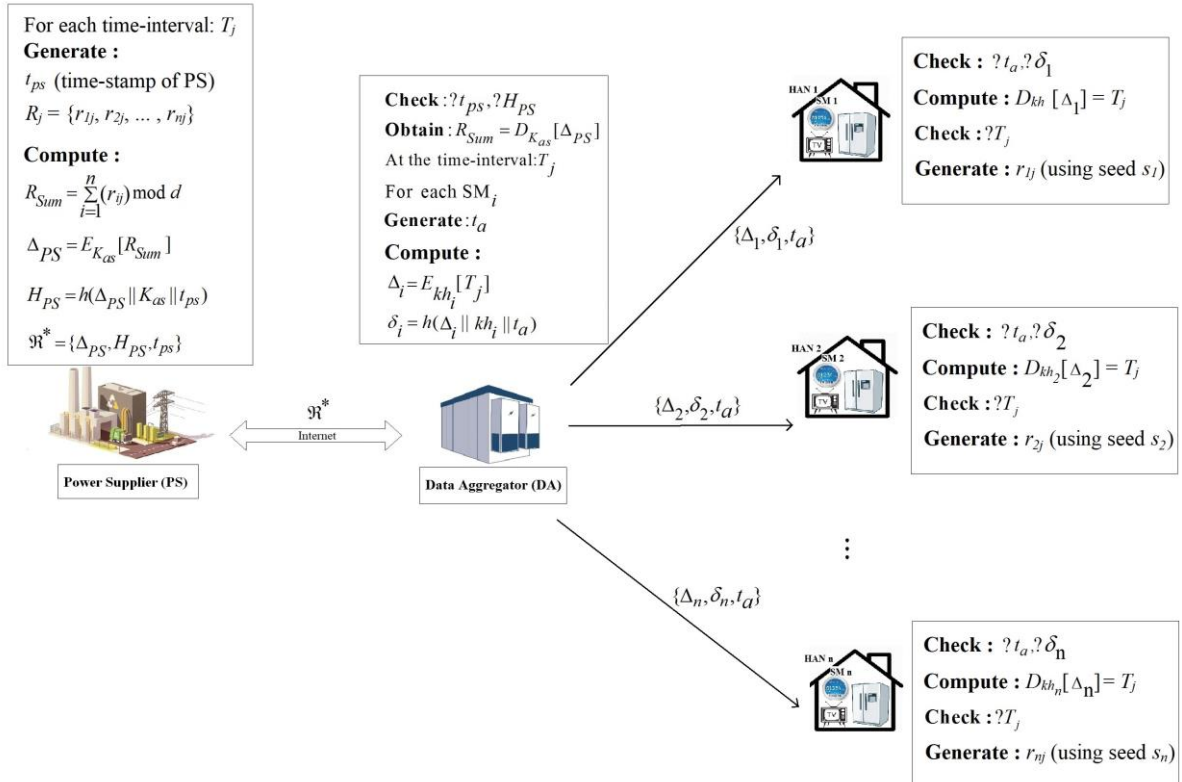 For each time-interval: T_j
Generate :
t_ps (time-stamp of PS)
R_j = {r_1j, r_2j, ... , r_nj}
Compute :
R_Sum = ∑_{i=1}^{n}(r_ij) mod d
Δ_PS = E_{K_as}[R_Sum]
H_PS = h(Δ_PS || K_as || t_ps)
ℜ* = {Δ_PS, H_PS, t_ps}
Power Supplier (PS)
ℜ*
Internet
Check : ?t_ps, ?H_PS
Obtain : R_Sum = D_{K_as}[Δ_PS]
At the time-interval: T_j
For each SM_i
Generate : t_a
Compute :
Δ_i = E_{kh_i}[T_j]
δ_i = h(Δ_i || kh_i || t_a)
Data Aggregator (DA)
{Δ_1, δ_1, t_a}
{Δ_2, δ_2, t_a}
{Δ_n, δ_n, t_a}
HAN 1
SM 1
TV
Check : ?t_a, ?δ_1
Compute : D_kh [Δ_1] = T_j
Check : ?T_j
Generate : r_1j (using seed s_1)
HAN 2
SM 2
TV
Check : ?t_a, ?δ_2
Compute : D_{kh_2}[Δ_2] = T_j
Check : ?T_j
Generate : r_2j (using seed s_2)
⋮
HAN n
SM n
TV
Check : ?t_a, ?δ_n
Compute : D_{kh_n}[Δ_n] = T_j
Check : ?T_j
Generate : r_nj (using seed s_n)